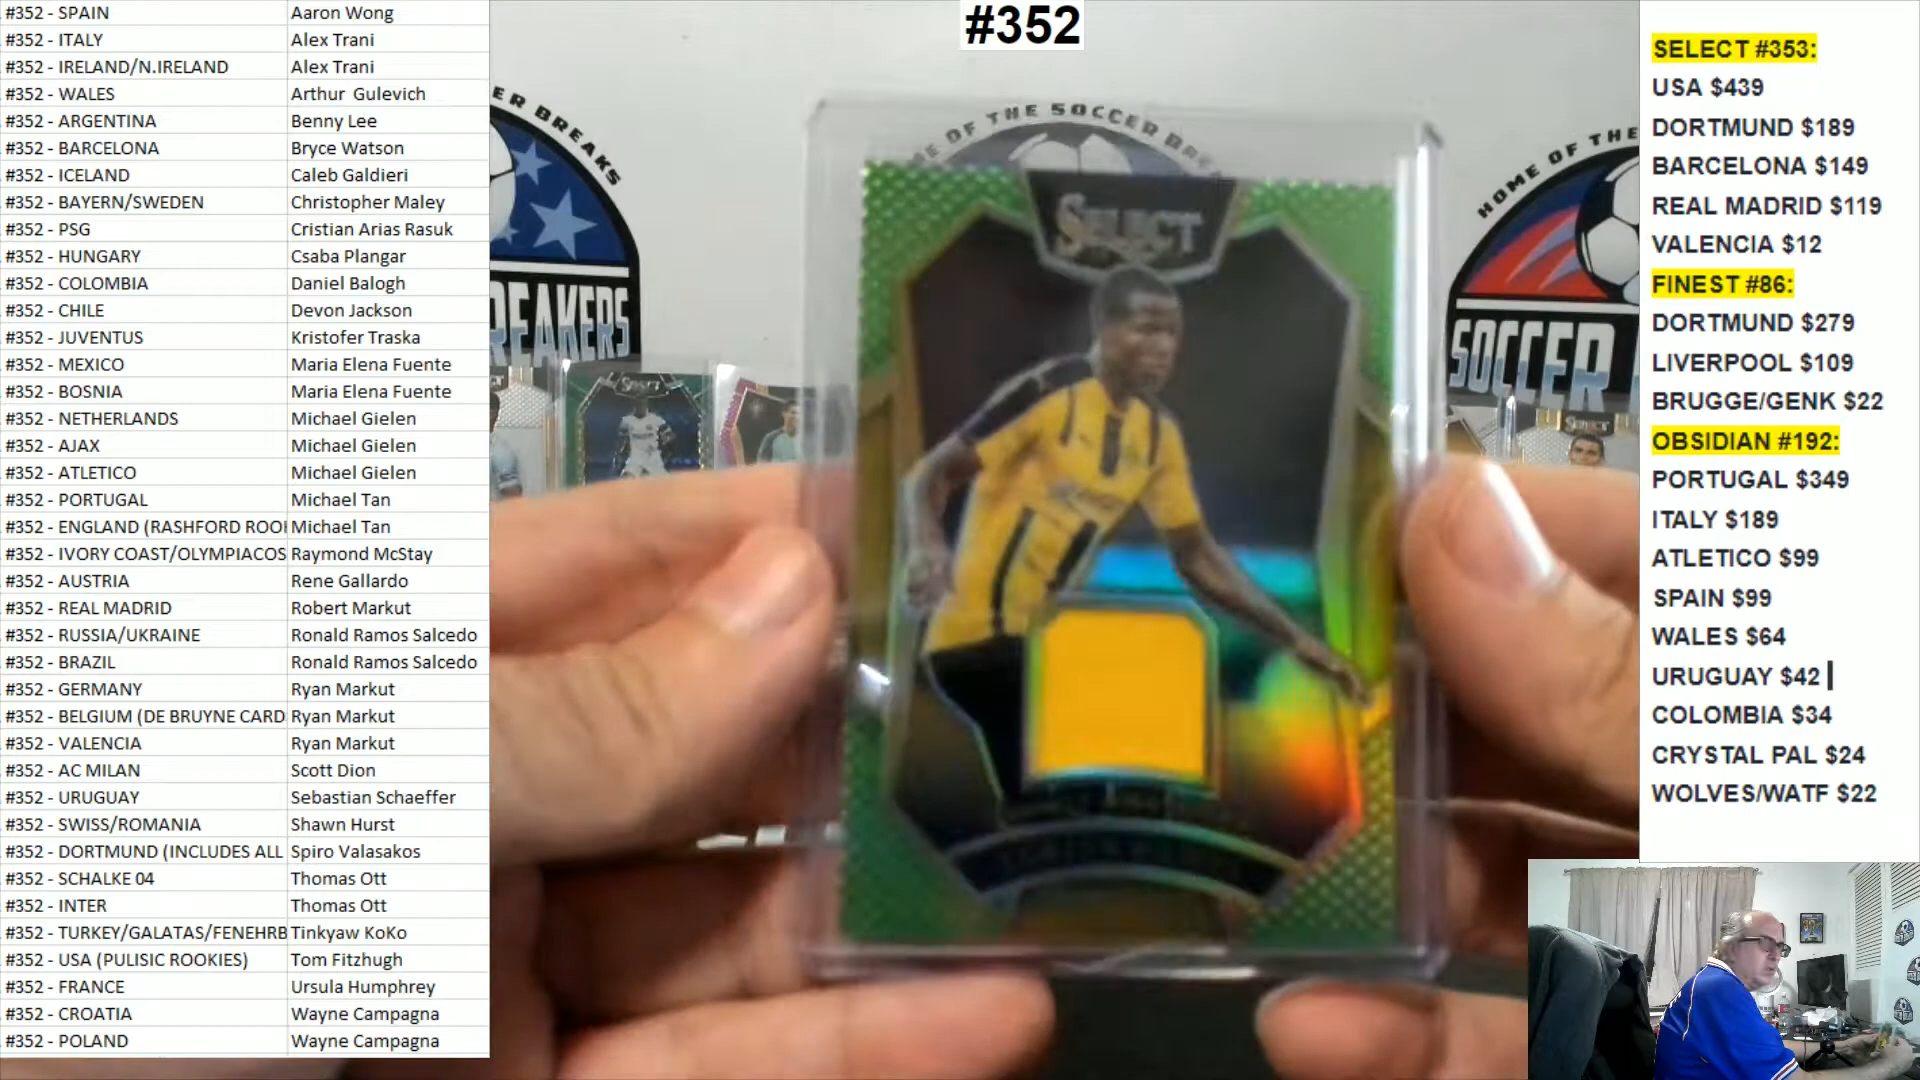 #352 - SPAIN Aaron Wong
#352 - ITALY Alex Trani
#352 - IRELAND/N.IRELAND Alex Trani
#352 - WALES Arthur Gulevich
#352 - ARGENTINA Benny Lee
#352 - BARCELONA Bryce Watson
#352 - ICELAND Caleb Galdieri
#352 - BAYERN/SWEDEN Christopher Maley
#352 - PSG Cristian Arias Rasuk
#352 - HUNGARY Csaba Plangar
#352 - COLOMBIA Daniel Balogh
#352 - CHILE Devon Jackson
#352 - JUVENTUS Kristofer Traska
#352 - MEXICO Maria Elena Fuente
#352 - BOSNIA Maria Elena Fuente
#352 - NETHERLANDS Michael Gielen
#352 - AJAX Michael Gielen
#352 - ATLETICO Michael Gielen
#352 - PORTUGAL Michael Tan
#352 - ENGLAND (RASHFORD ROOI Michael Tan
#352 - IVORY COAST/OLYMPIACOS Raymond McStay
#352 - AUSTRIA Rene Gallardo
#352 - REAL MADRID Robert Markut
#352 - RUSSIA/UKRAINE Ronald Ramos Salcedo
#352 - BRAZIL Ronald Ramos Salcedo
#352 - GERMANY Ryan Markut
#352 - BELGIUM (DE BRUYNE CARD Ryan Markut
#352 - VALENCIA Ryan Markut
#352 - AC MILAN Scott Dion
#352 - URUGUAY Sebastian Schaeffer
#352 - SWISS/ROMANIA Shawn Hurst
#352 - DORTMUND (INCLUDES ALL Spiro Valasakos
#352 - SCHALKE 04 Thomas Ott
#352 - INTER Thomas Ott
#352 - TURKEY/GALATAS/FENEHRB Tinkyaw KoKo
#352 - USA (PULISIC ROOKIES) Tom Fitzhugh
#352 - FRANCE Ursula Humphrey
#352 - CROATIA Wayne Campagna
#352 - POLAND Wayne Campagna
#352
ER BREAKS
EAKERS
E OF THE SOCCER BREA
SELECT
SELECT
HOME OF THE
SOCCER
SELECT
SELECT #353:
USA $439
DORTMUND $189
BARCELONA $149
REAL MADRID $119
VALENCIA $12
FINEST #86:
DORTMUND $279
LIVERPOOL $109
BRUGGE/GENK $22
OBSIDIAN #192:
PORTUGAL $349
ITALY $189
ATLETICO $99
SPAIN $99
WALES $64
URUGUAY $42
COLOMBIA $34
CRYSTAL PAL $24
WOLVES/WATF $22